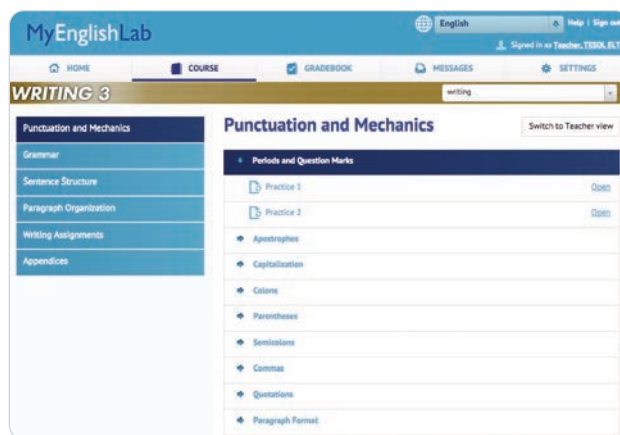 MyEnglishLab
English
Help | Sign out
Signed in as Teacher, TESOL ELT
HOME
COURSE
GRADEBOOK
MESSAGES
SETTINGS
WRITING 3
writing
Punctuation and Mechanics
Grammar
Sentence Structure
Paragraph Organization
Writing Assignments
Appendices
Punctuation and Mechanics
Switch to Teacher view
Periods and Question Marks
Practice 1 Open
Practice 2 Open
Apostrophes
Capitalization
Colons
Parentheses
Semicolons
Commas
Quotations
Paragraph Format